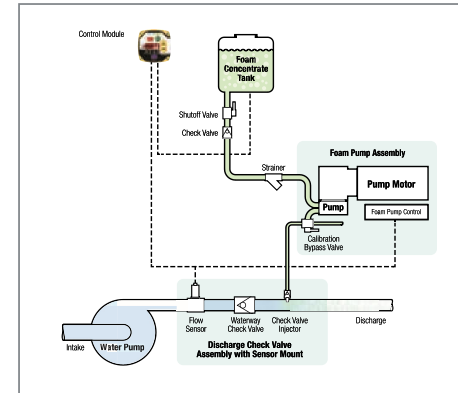 Control Module
Foam
Concentrate
Tank
Shutoff Valve
Check Valve
Strainer
Foam Pump Assembly
Pump Motor
Pump
Foam Pump Control
Calibration
Bypass Valve
Flow
Sensor
Waterway
Check Valve
Check Valve
Injector
Discharge
Intake
Water Pump
Discharge Check Valve
Assembly with Sensor Mount